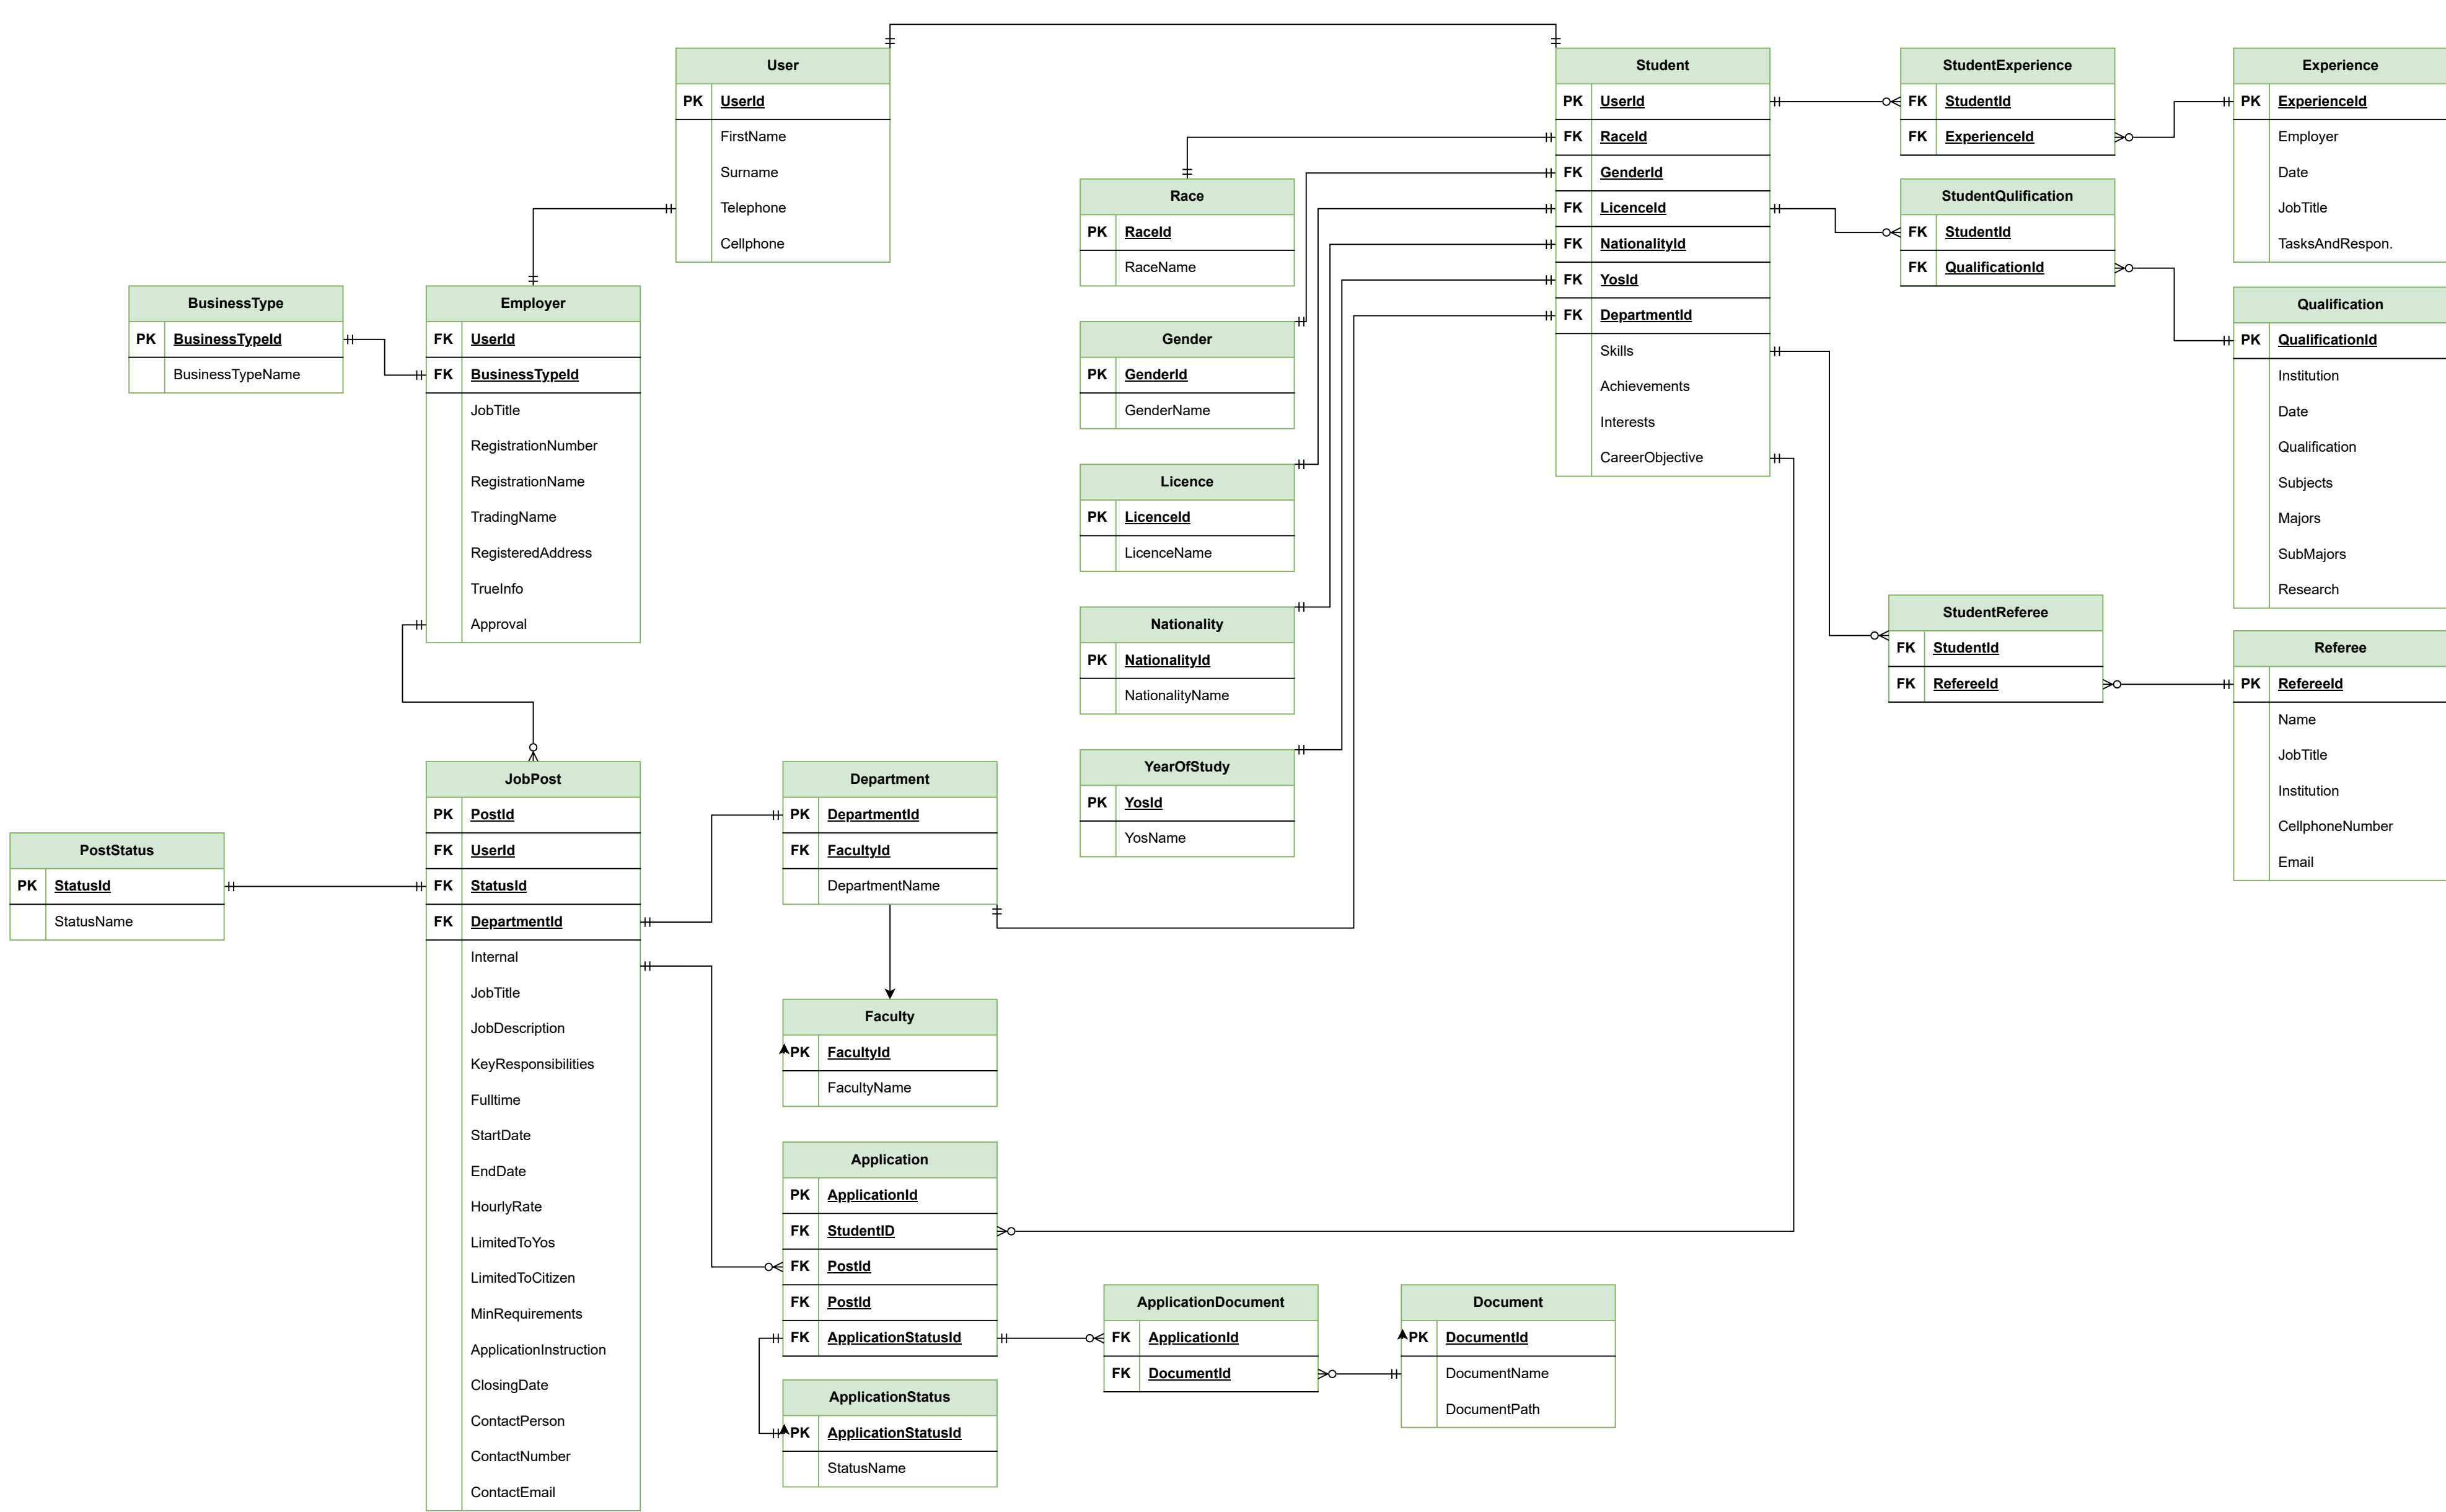 User
PK UserId
FirstName
Surname
Telephone
Cellphone
Student
PK UserId
FK RaceId
FK GenderId
FK LicenceId
FK NationalityId
FK YosId
FK DepartmentId
Skills
Achievements
Interests
CareerObjective
StudentExperience
FK StudentId
FK ExperienceId
Experience
PK ExperienceId
Employer
Date
JobTitle
TasksAndRespon.
Race
PK RaceId
RaceName
StudentQulification
FK StudentId
FK QualificationId
BusinessType
PK BusinessTypeId
BusinessTypeName
Employer
FK UserId
FK BusinessTypeId
JobTitle
RegistrationNumber
RegistrationName
TradingName
RegisteredAddress
TrueInfo
Approval
Gender
PK GenderId
GenderName
Qualification
PK QualificationId
Institution
Date
Qualification
Subjects
Majors
SubMajors
Research
Licence
PK LicenceId
LicenceName
Nationality
PK NationalityId
NationalityName
StudentReferee
FK StudentId
FK RefereeId
Referee
PK RefereeId
Name
JobTitle
Institution
CellphoneNumber
Email
YearOfStudy
PK YosId
YosName
JobPost
PK PostId
FK UserId
FK StatusId
FK DepartmentId
Internal
JobTitle
JobDescription
KeyResponsibilities
Fulltime
StartDate
EndDate
HourlyRate
LimitedToYos
LimitedToCitizen
MinRequirements
ApplicationInstruction
ClosingDate
ContactPerson
ContactNumber
ContactEmail
Department
PK DepartmentId
FK FacultyId
DepartmentName
PostStatus
PK StatusId
StatusName
Faculty
PK FacultyId
FacultyName
Application
PK ApplicationId
FK StudentID
FK PostId
FK PostId
FK ApplicationStatusId
ApplicationDocument
FK ApplicationId
FK DocumentId
Document
PK DocumentId
DocumentName
DocumentPath
ApplicationStatus
PK ApplicationStatusId
StatusName